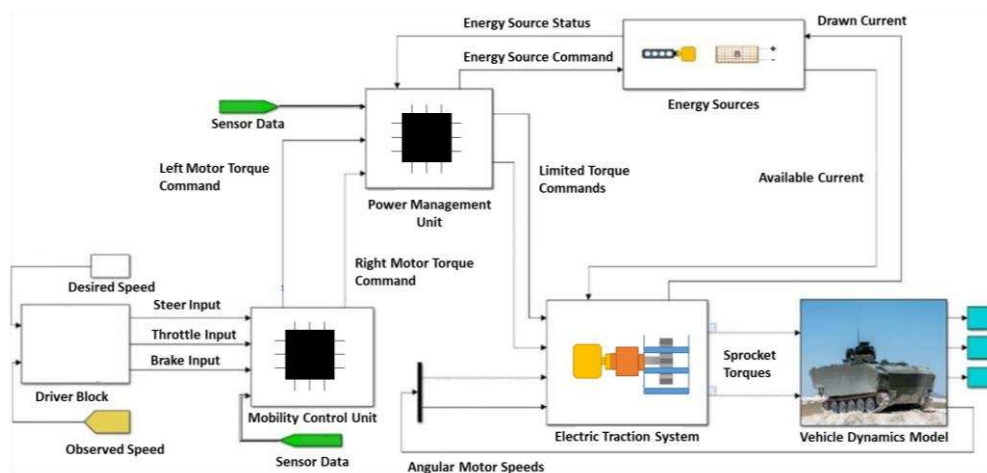 Energy Source Status
Drawn Current
Energy Source Command
B
+
-
Energy Sources
Sensor Data
Left Motor Torque
Command
Limited Torque
Commands
Available Current
Power Management
Unit
Right Motor Torque
Command
Desired Speed
Steer Input
Throttle Input
Brake Input
Sprocket
Torques
Driver Block
Mobility Control Unit
Electric Traction System
Vehicle Dynamics Model
Observed Speed
Sensor Data
Angular Motor Speeds